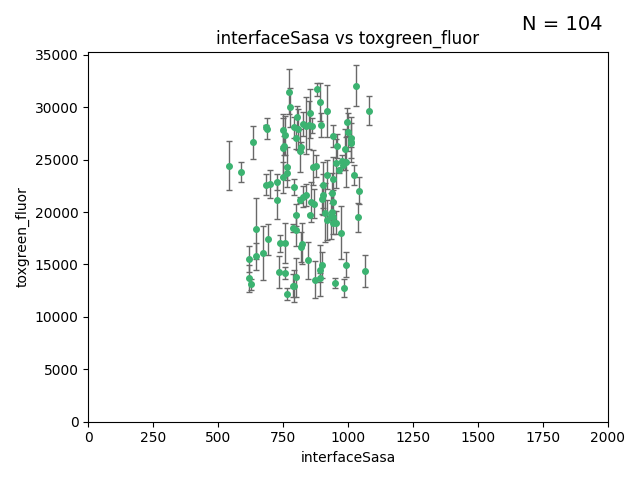 N = 104
interfaceSasa vs toxgreen_fluor
35000
30000
25000
20000
15000
10000
5000
0
toxgreen_fluor
0 250 500 750 1000 1250 1500 1750 2000
interfaceSasa